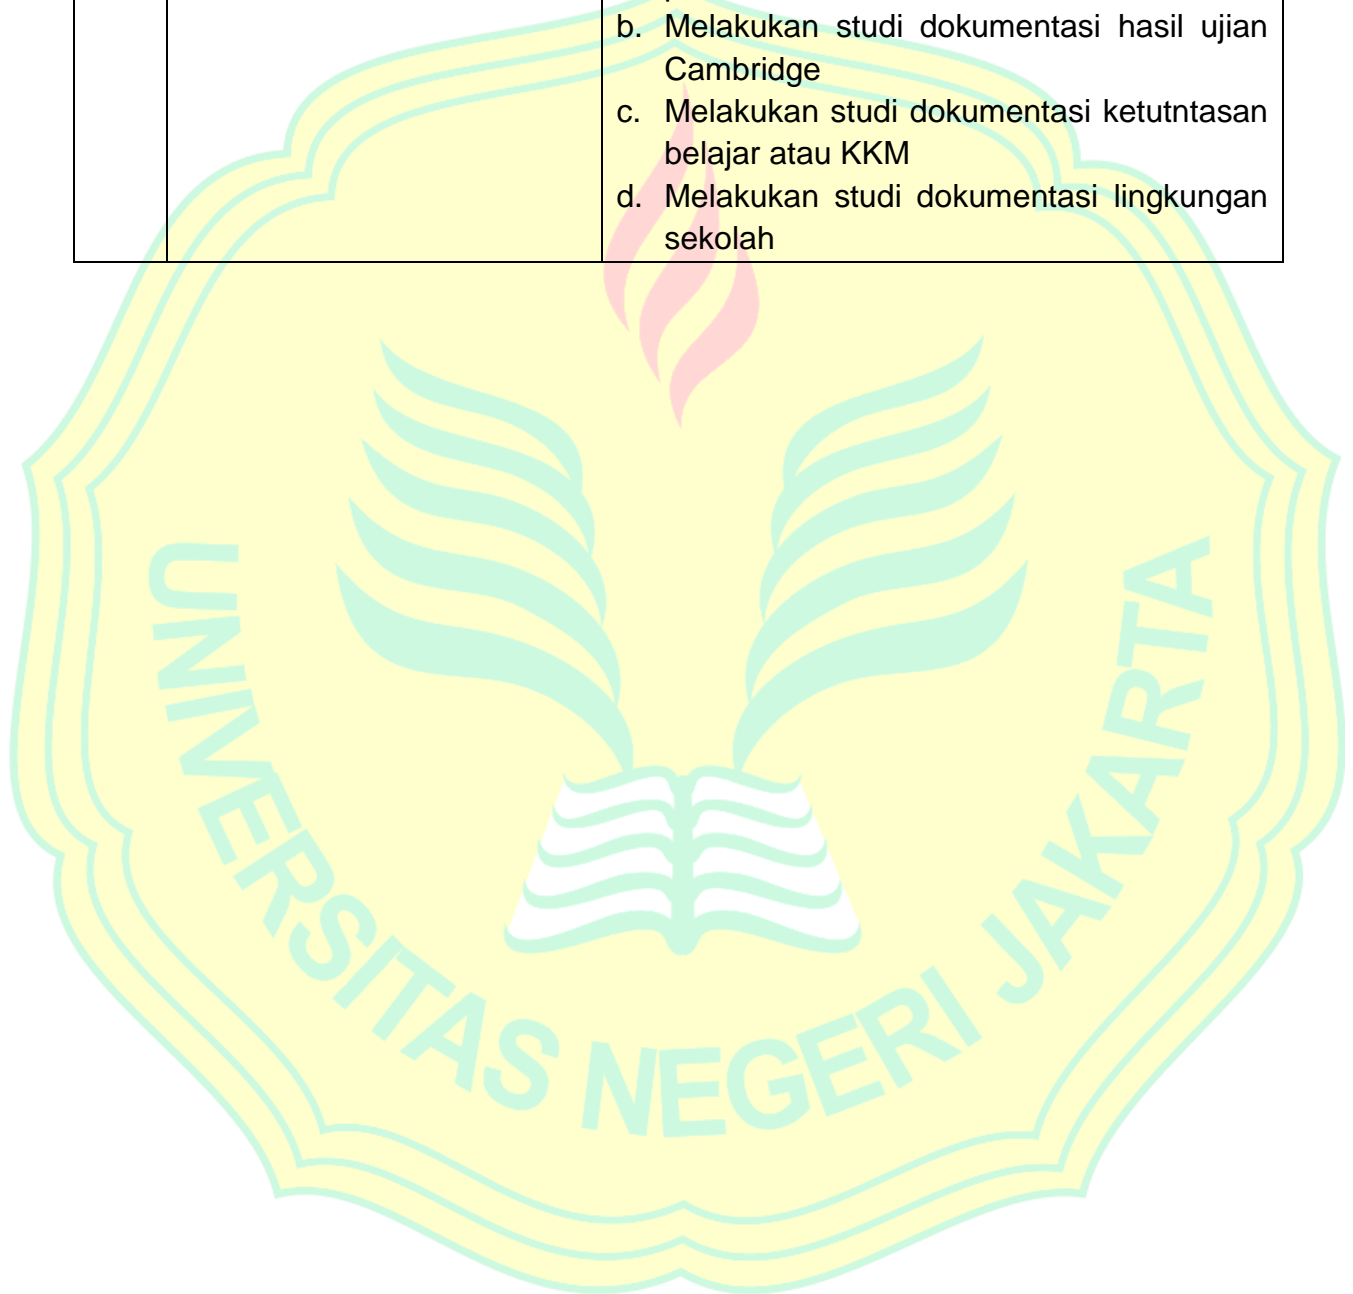 b. Melakukan studi dokumentasi hasil ujian
Cambridge
c. Melakukan studi dokumentasi ketutntasan
belajar atau KKM
d. Melakukan studi dokumentasi lingkungan
sekolah
UNIVERSITAS NEGERI JAKARTA